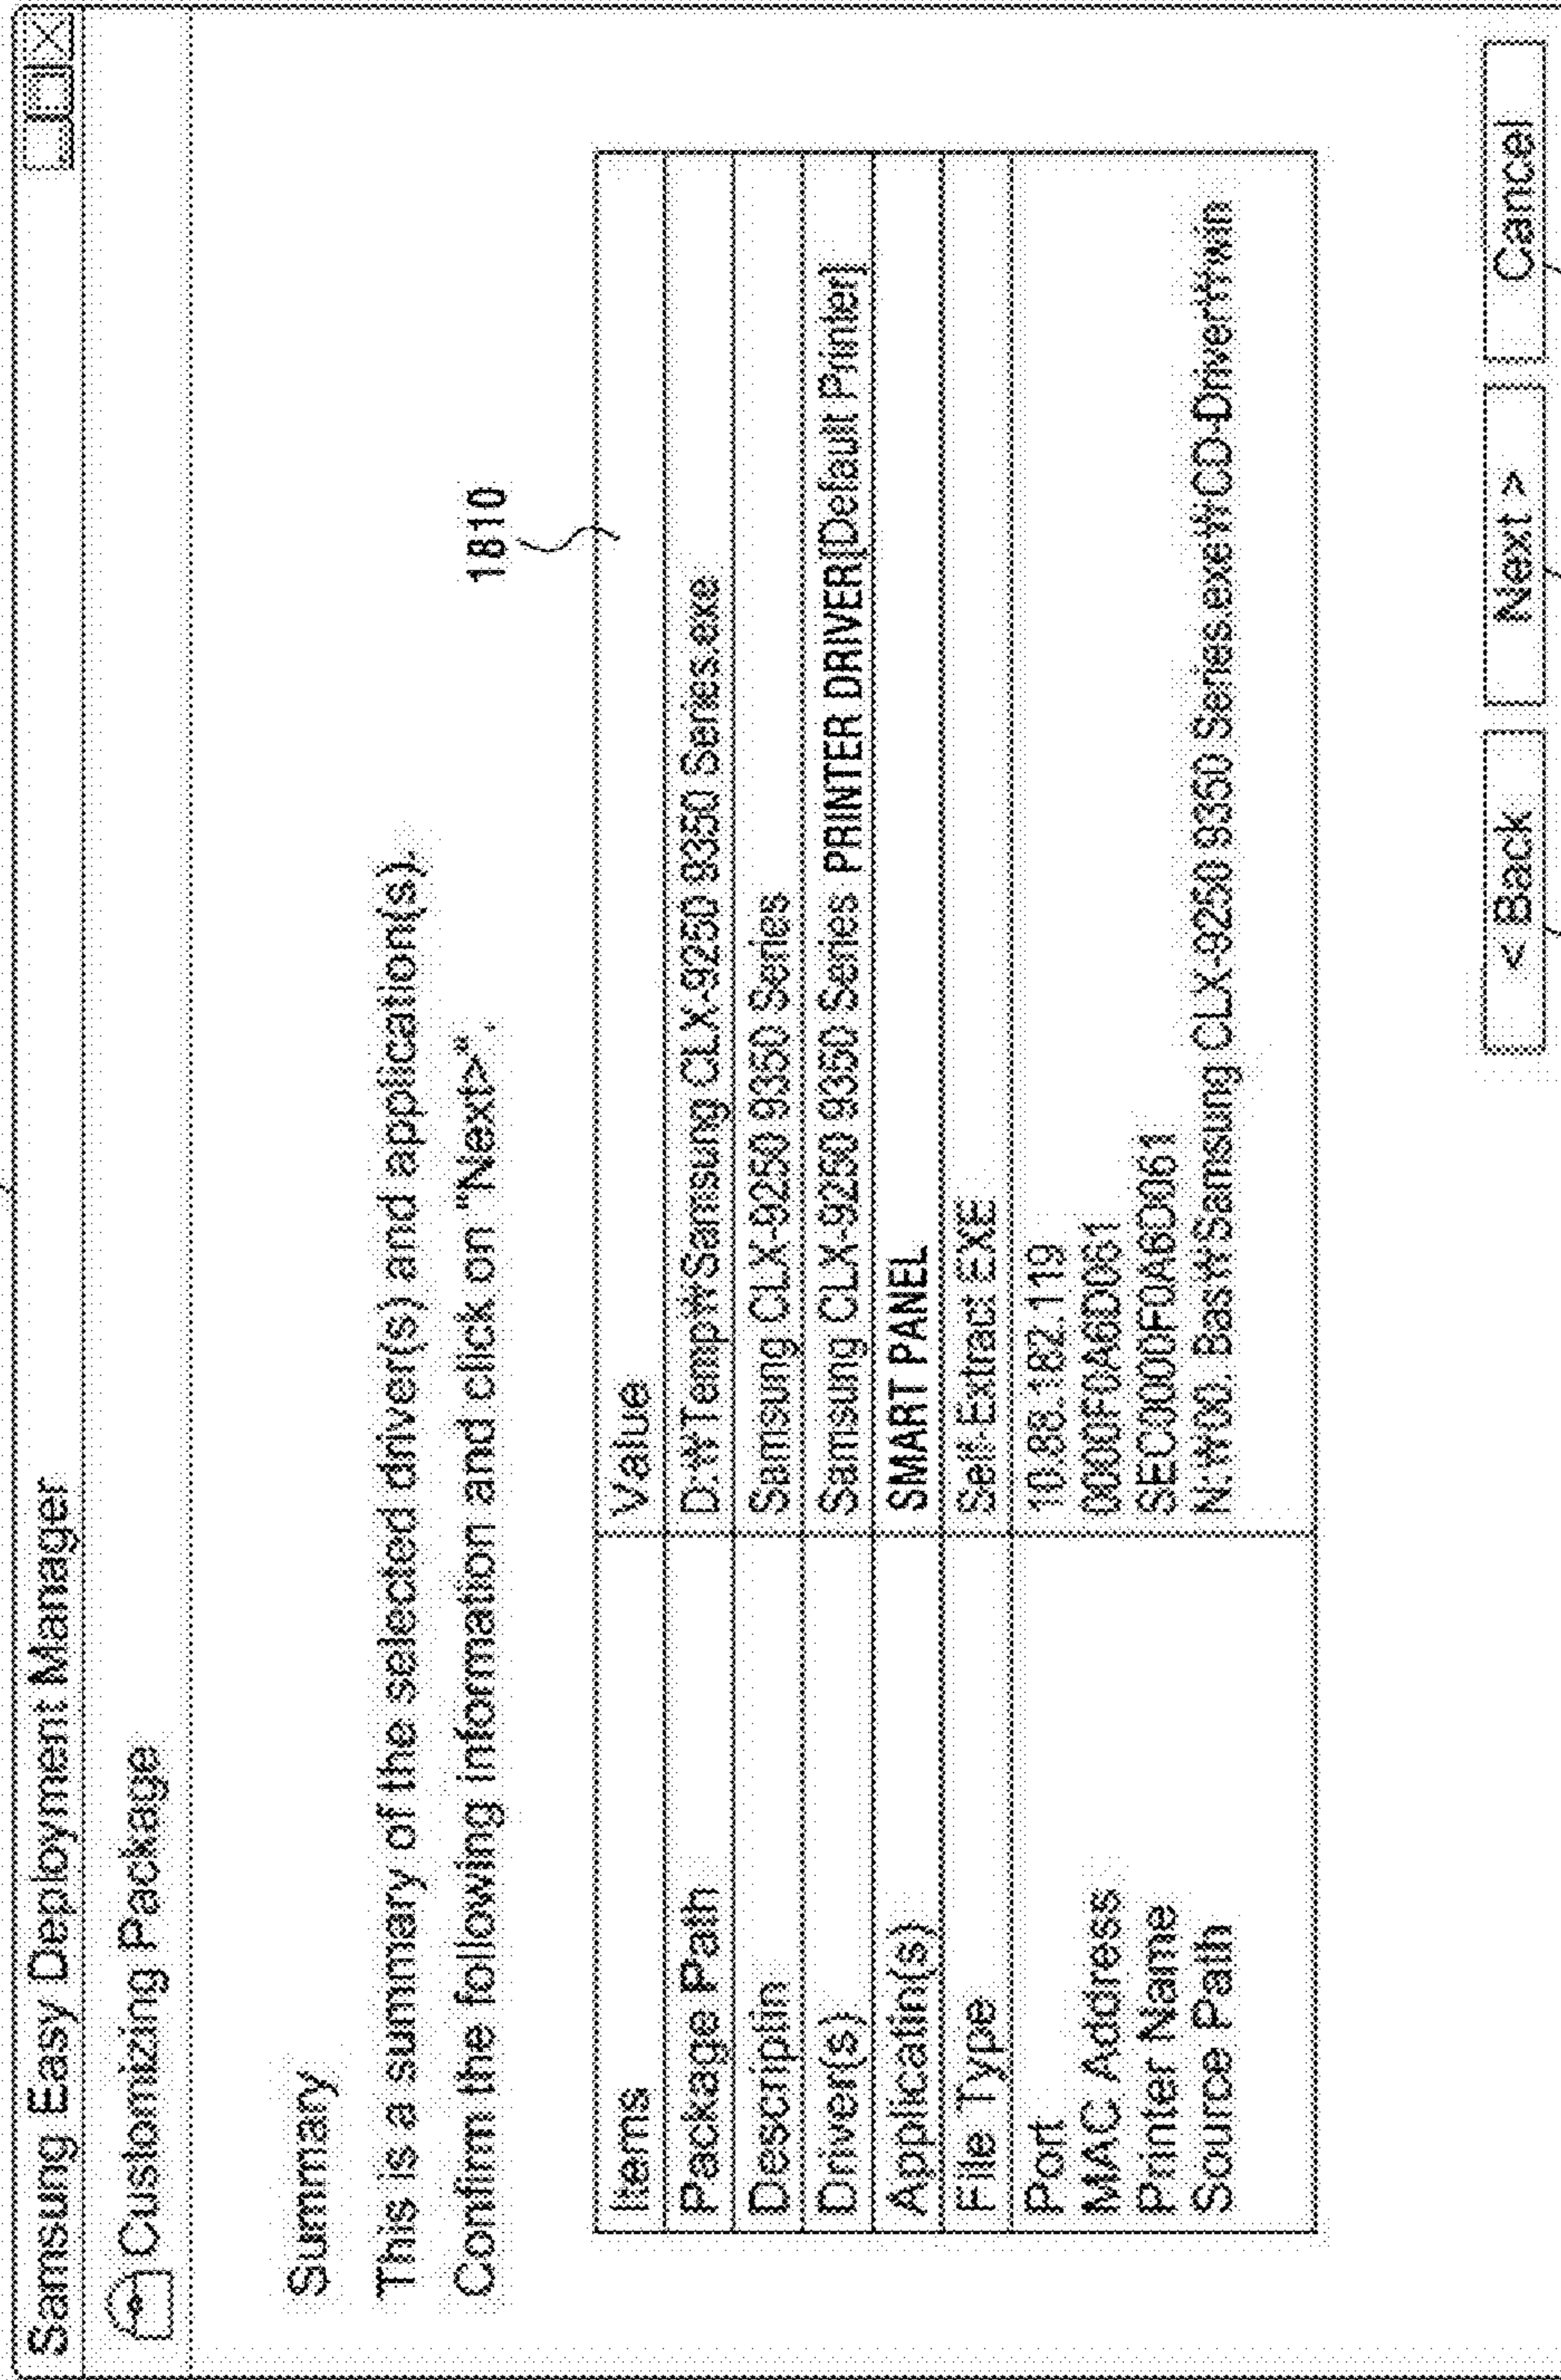 Samsung Easy Deployment Manager
Customizing Package
Summary
This is a summary of the selected driver(s) and application(s).
Confirm the following information and click on "Next>".
1810
Items Value
Package Path D:₩Temp₩Samsung CLX-9250 9350 Series.exe
Descriptin Samsung CLX-9250 9350 Series
Driver(s) Samsung CLX-9250 9350 Series PRINTER DRIVER[Default Printer]
Applicatin(s) SMART PANEL
File Type Self-Extract EXE
Port 10.88.182.119
MAC Address 0000F0A6D061
Printer Name SEC0000F0A6D061
Source Path N:₩00. Bas₩Samsung CLX-9250 9350 Series.exe₩CD-Driver₩win
< Back Next > Cancel